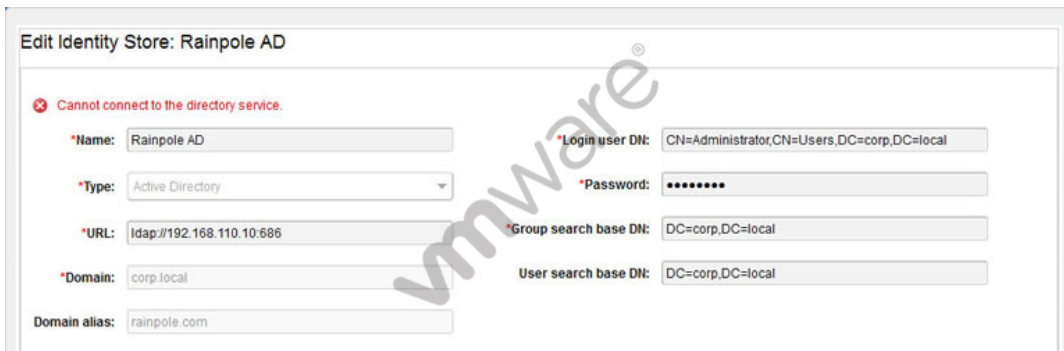 Edit Identity Store: Rainpole AD
Cannot connect to the directory service.
*Name: Rainpole AD
*Login user DN: CN=Administrator,CN=Users,DC=corp,DC=local
*Type: Active Directory
*Password: ••••••••
*URL: ldap://192.168.110.10:686
*Group search base DN: DC=corp,DC=local
*Domain: corp.local
User search base DN: DC=corp,DC=local
Domain alias: rainpole.com
vmware®